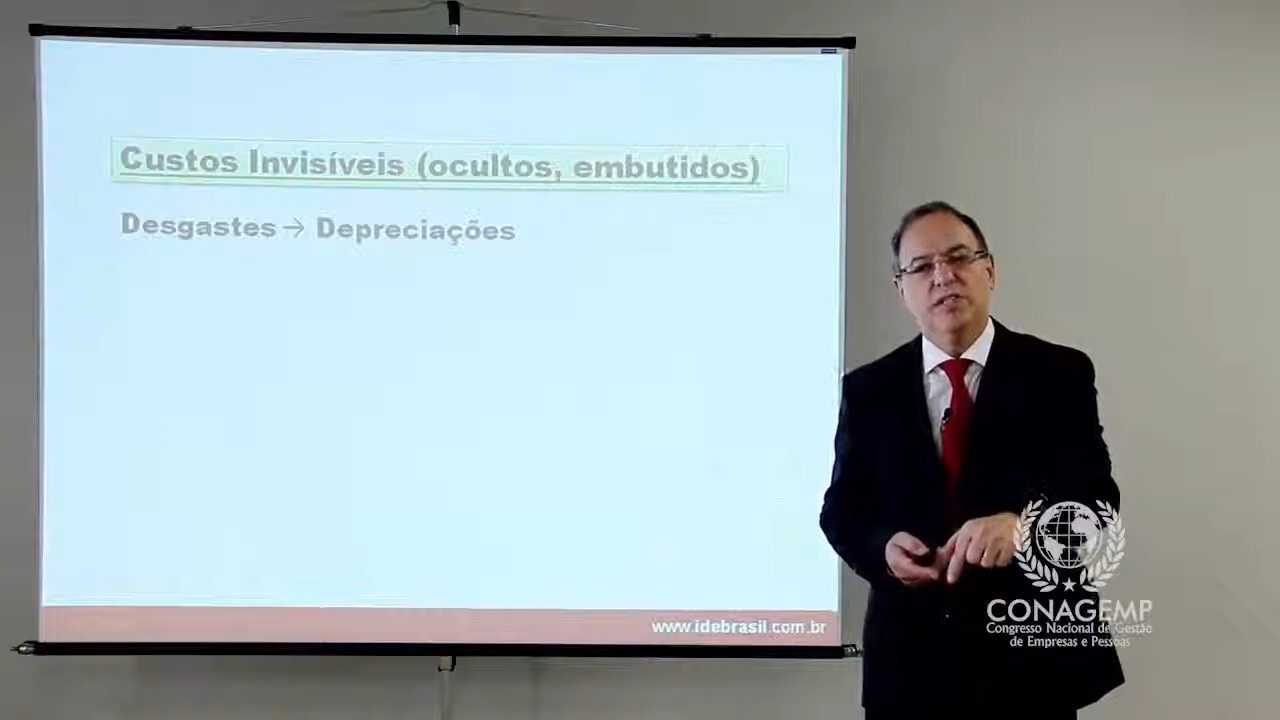 Custos Invisíveis (ocultos, embutidos)
Desgastes → Depreciações
www.idebrasil.com.br
CONAGEMP
Congresso Nacional de Gestão
de Empresas e Pessoas